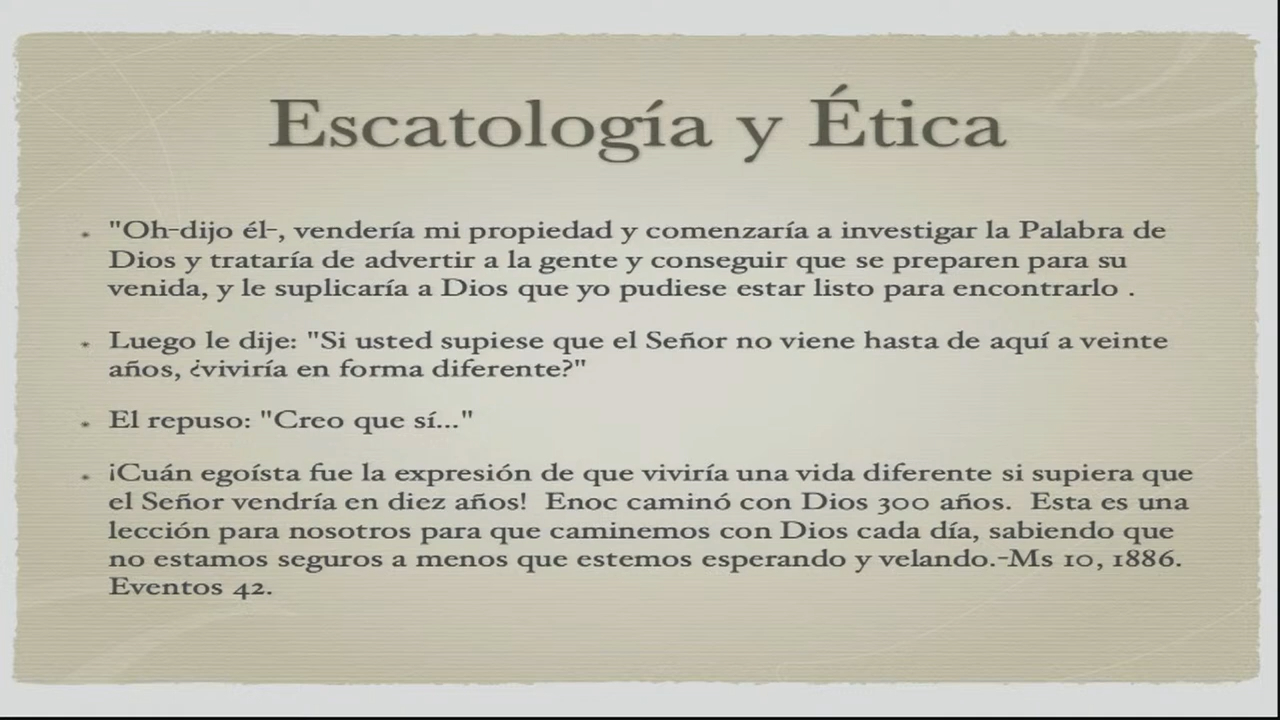 Escatología y Ética
"Oh-dijo él-, vendería mi propiedad y comenzaría a investigar la Palabra de
Dios y trataría de advertir a la gente y conseguir que se preparen para su
venida, y le suplicaría a Dios que yo pudiese estar listo para encontrarlo .
Luego le dije: "Si usted supiese que el Señor no viene hasta de aquí a veinte
años, ¿viviría en forma diferente?"
El repuso: "Creo que sí..."
¡Cuán egoísta fue la expresión de que viviría una vida diferente si supiera que
el Señor vendría en diez años!  Enoc caminó con Dios 300 años.  Esta es una
lección para nosotros para que caminemos con Dios cada día, sabiendo que
no estamos seguros a menos que estemos esperando y velando.-Ms 10, 1886.
Eventos 42.